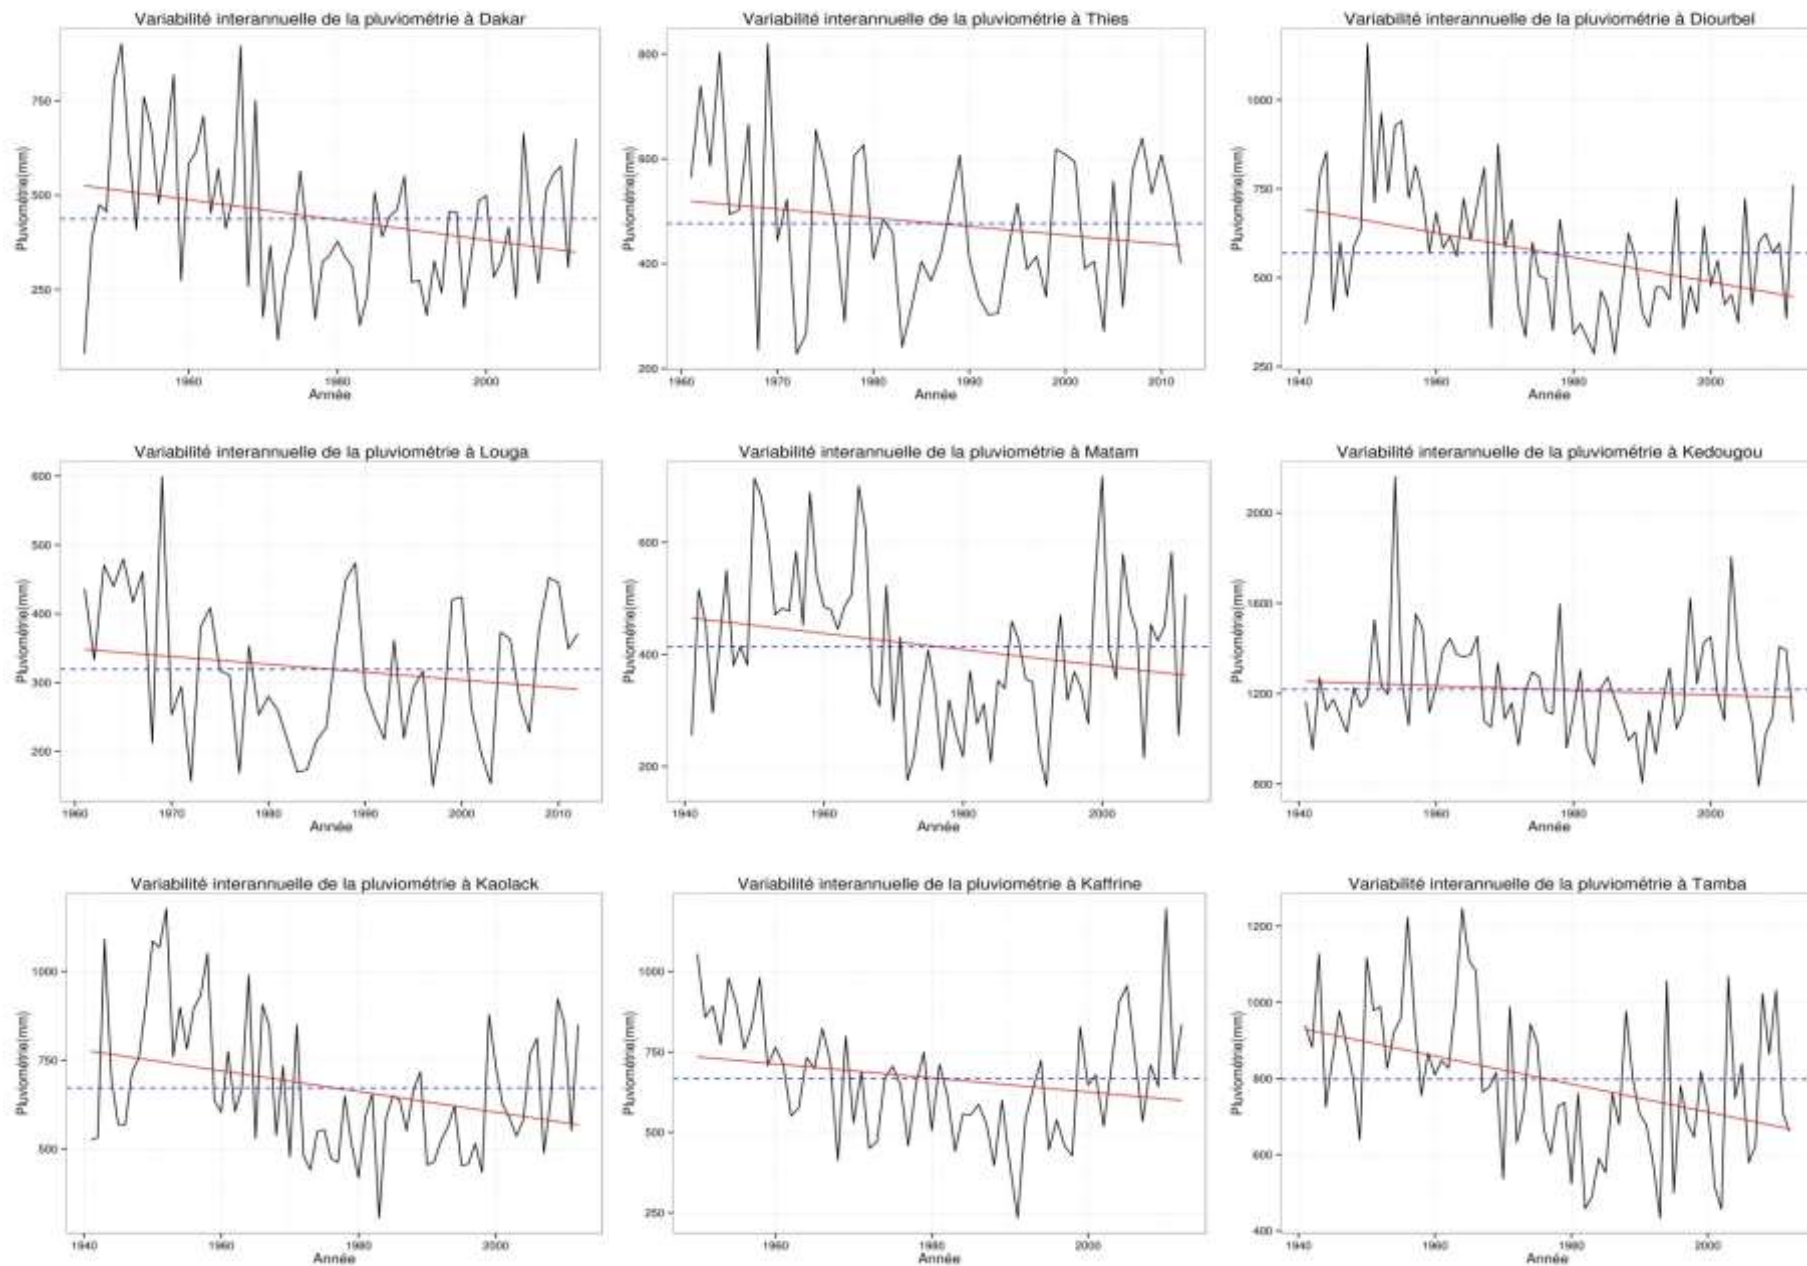 Variabilité interannuelle de la pluviométrie à Dakar
Pluviométrie(mm)
750
500
250
1960
1980
2000
Année
Variabilité interannuelle de la pluviométrie à Thies
Pluviométrie(mm)
800
600
400
200
1960
1970
1980
1990
2000
2010
Année
Variabilité interannuelle de la pluviométrie à Diourbel
Pluviométrie(mm)
1000
750
500
250
1940
1960
1980
2000
Année
Variabilité interannuelle de la pluviométrie à Louga
Pluviométrie(mm)
600
500
400
300
200
1960
1970
1980
1990
2000
2010
Année
Variabilité interannuelle de la pluviométrie à Matam
Pluviométrie(mm)
600
400
200
1940
1960
1980
2000
Année
Variabilité interannuelle de la pluviométrie à Kedougou
Pluviométrie(mm)
2000
1600
1200
800
1940
1960
1980
2000
Année
Variabilité interannuelle de la pluviométrie à Kaolack
Pluviométrie(mm)
1000
750
500
1940
1960
1980
2000
Année
Variabilité interannuelle de la pluviométrie à Kaffrine
Pluviométrie(mm)
1000
750
500
250
1960
1980
2000
Année
Variabilité interannuelle de la pluviométrie à Tamba
Pluviométrie(mm)
1200
1000
800
600
400
1940
1960
1980
2000
Année